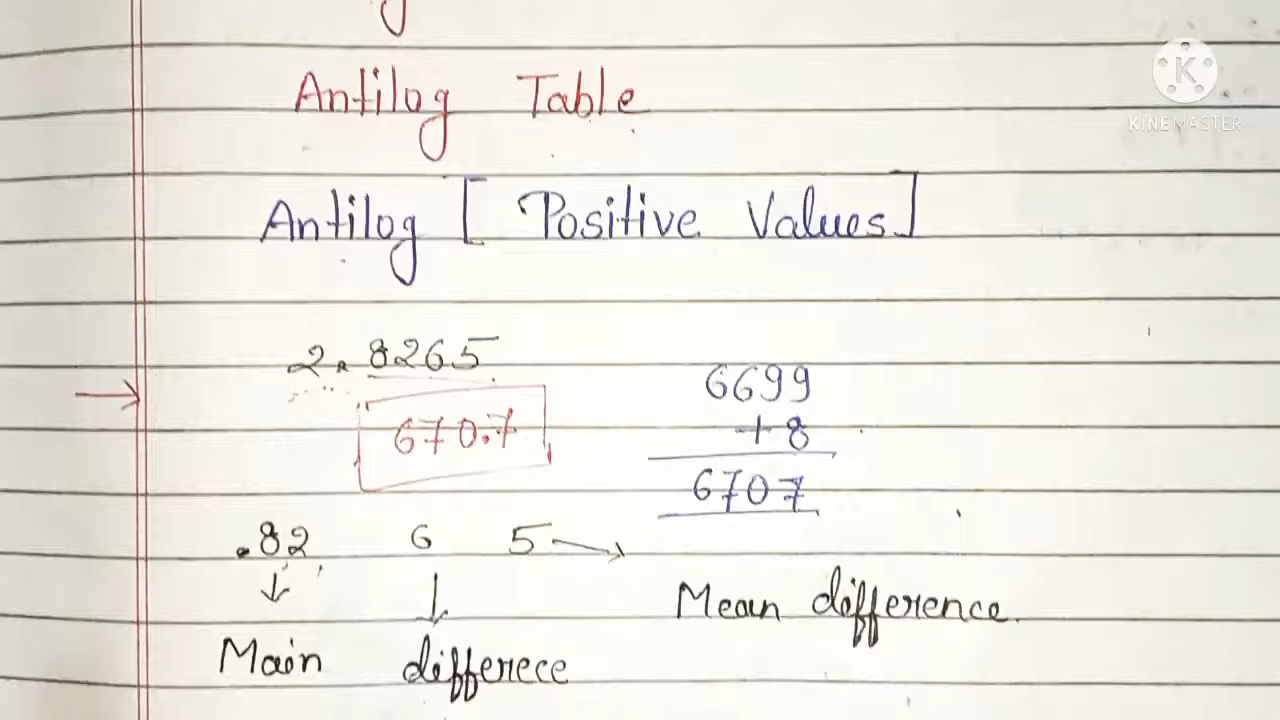 Antilog Table
Antilog [ Positive Values ]
2.8265
670.7
6699
+8
6707
.82 6 5
Mean difference.
Main differece
KINEMASTER